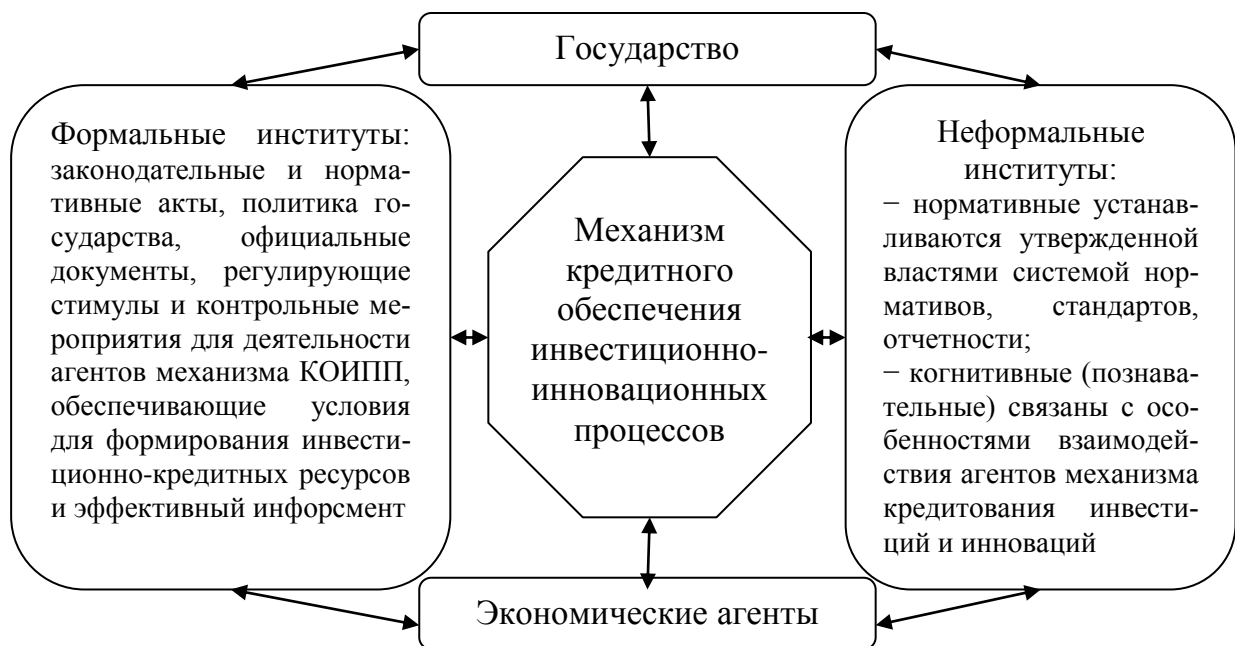 Государство
Формальные институты:
законодательные и норма-
тивные акты, политика го-
сударства, официальные
документы, регулирующие
стимулы и контрольные ме-
роприятия для деятельности
агентов механизма КОИПП,
обеспечивающие условия
для формирования инвести-
ционно-кредитных ресурсов
и эффективный инфорсмент
Механизм
кредитного
обеспечения
инвестиционно-
инновационных
процессов
Неформальные
институты:
− нормативные устанав-
ливаются утвержденной
властями системой нор-
мативов, стандартов,
отчетности;
− когнитивные (познава-
тельные) связаны с осо-
бенностями взаимодей-
ствия агентов механизма
кредитования инвести-
ций и инноваций
Экономические агенты